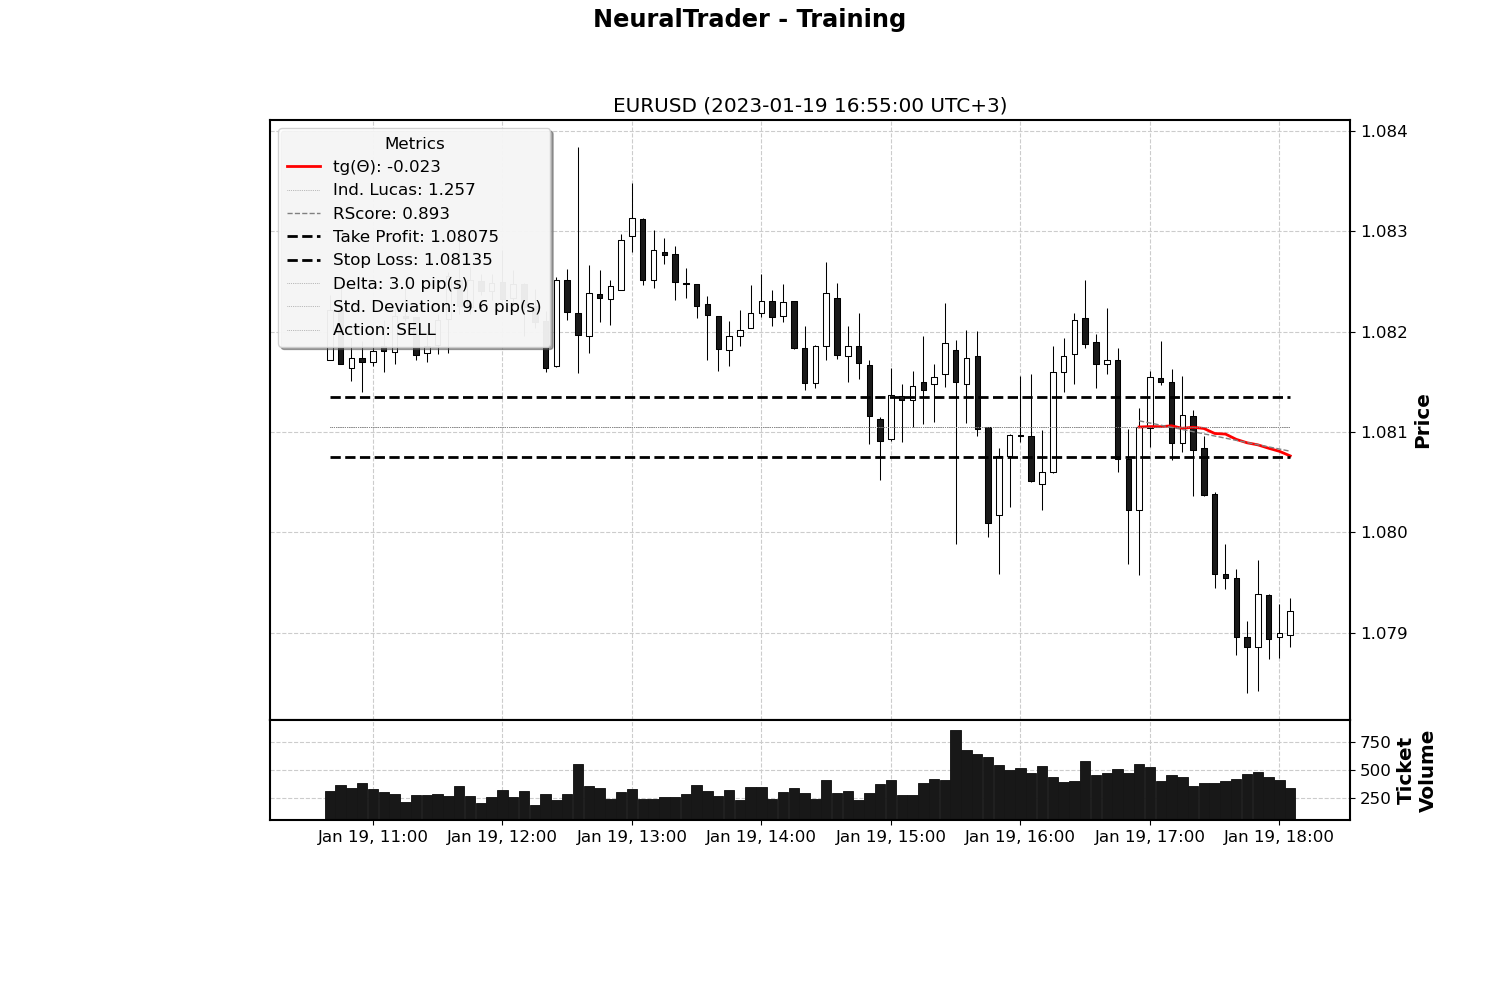 NeuralTrader - Training
EURUSD (2023-01-19 16:55:00 UTC+3)
Metrics
tg(Θ): -0.023
Ind. Lucas: 1.257
RScore: 0.893
Take Profit: 1.08075
Stop Loss: 1.08135
Delta: 3.0 pip(s)
Std. Deviation: 9.6 pip(s)
Action: SELL
1.084
1.083
1.082
1.081
1.080
1.079
Price
750
500
250
Ticket
Volume
Jan 19, 11:00
Jan 19, 12:00
Jan 19, 13:00
Jan 19, 14:00
Jan 19, 15:00
Jan 19, 16:00
Jan 19, 17:00
Jan 19, 18:00